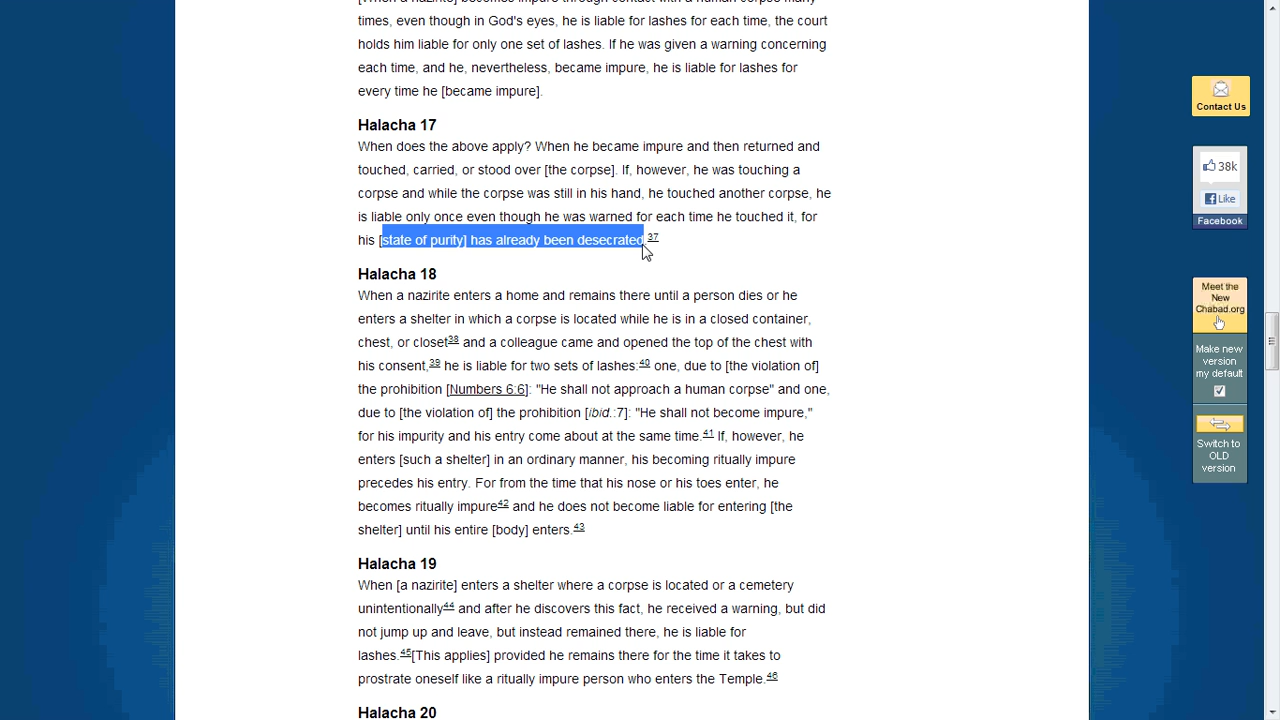 [When a nazirite] becomes impure through contact with a human corpse many
times, even though in God's eyes, he is liable for lashes for each time, the court
holds him liable for only one set of lashes. If he was given a warning concerning
each time, and he, nevertheless, became impure, he is liable for lashes for
every time he [became impure].
Halacha 17
When does the above apply? When he became impure and then returned and
touched, carried, or stood over [the corpse]. If, however, he was touching a
corpse and while the corpse was still in his hand, he touched another corpse, he
is liable only once even though he was warned for each time he touched it, for
his [state of purity] has already been desecrated.37
Halacha 18
When a nazirite enters a home and remains there until a person dies or he
enters a shelter in which a corpse is located while he is in a closed container,
chest, or closet38 and a colleague came and opened the top of the chest with
his consent,39 he is liable for two sets of lashes:40 one, due to [the violation of]
the prohibition [Numbers 6:6]: "He shall not approach a human corpse" and one,
due to [the violation of] the prohibition [ibid.:7]: "He shall not become impure,"
for his impurity and his entry come about at the same time.41 If, however, he
enters [such a shelter] in an ordinary manner, his becoming ritually impure
precedes his entry. For from the time that his nose or his toes enter, he
becomes ritually impure42 and he does not become liable for entering [the
shelter] until his entire [body] enters.43
Halacha 19
When [a nazirite] enters a shelter where a corpse is located or a cemetery
unintentionally44 and after he discovers this fact, he received a warning, but did
not jump up and leave, but instead remained there, he is liable for
lashes.45[This applies] provided he remains there for the time it takes to
prostrate oneself like a ritually impure person who enters the Temple.46
Halacha 20
Contact Us
38k
Like
Facebook
Meet the
New
Chabad.org
Make new
version
my default
Switch to
OLD
version